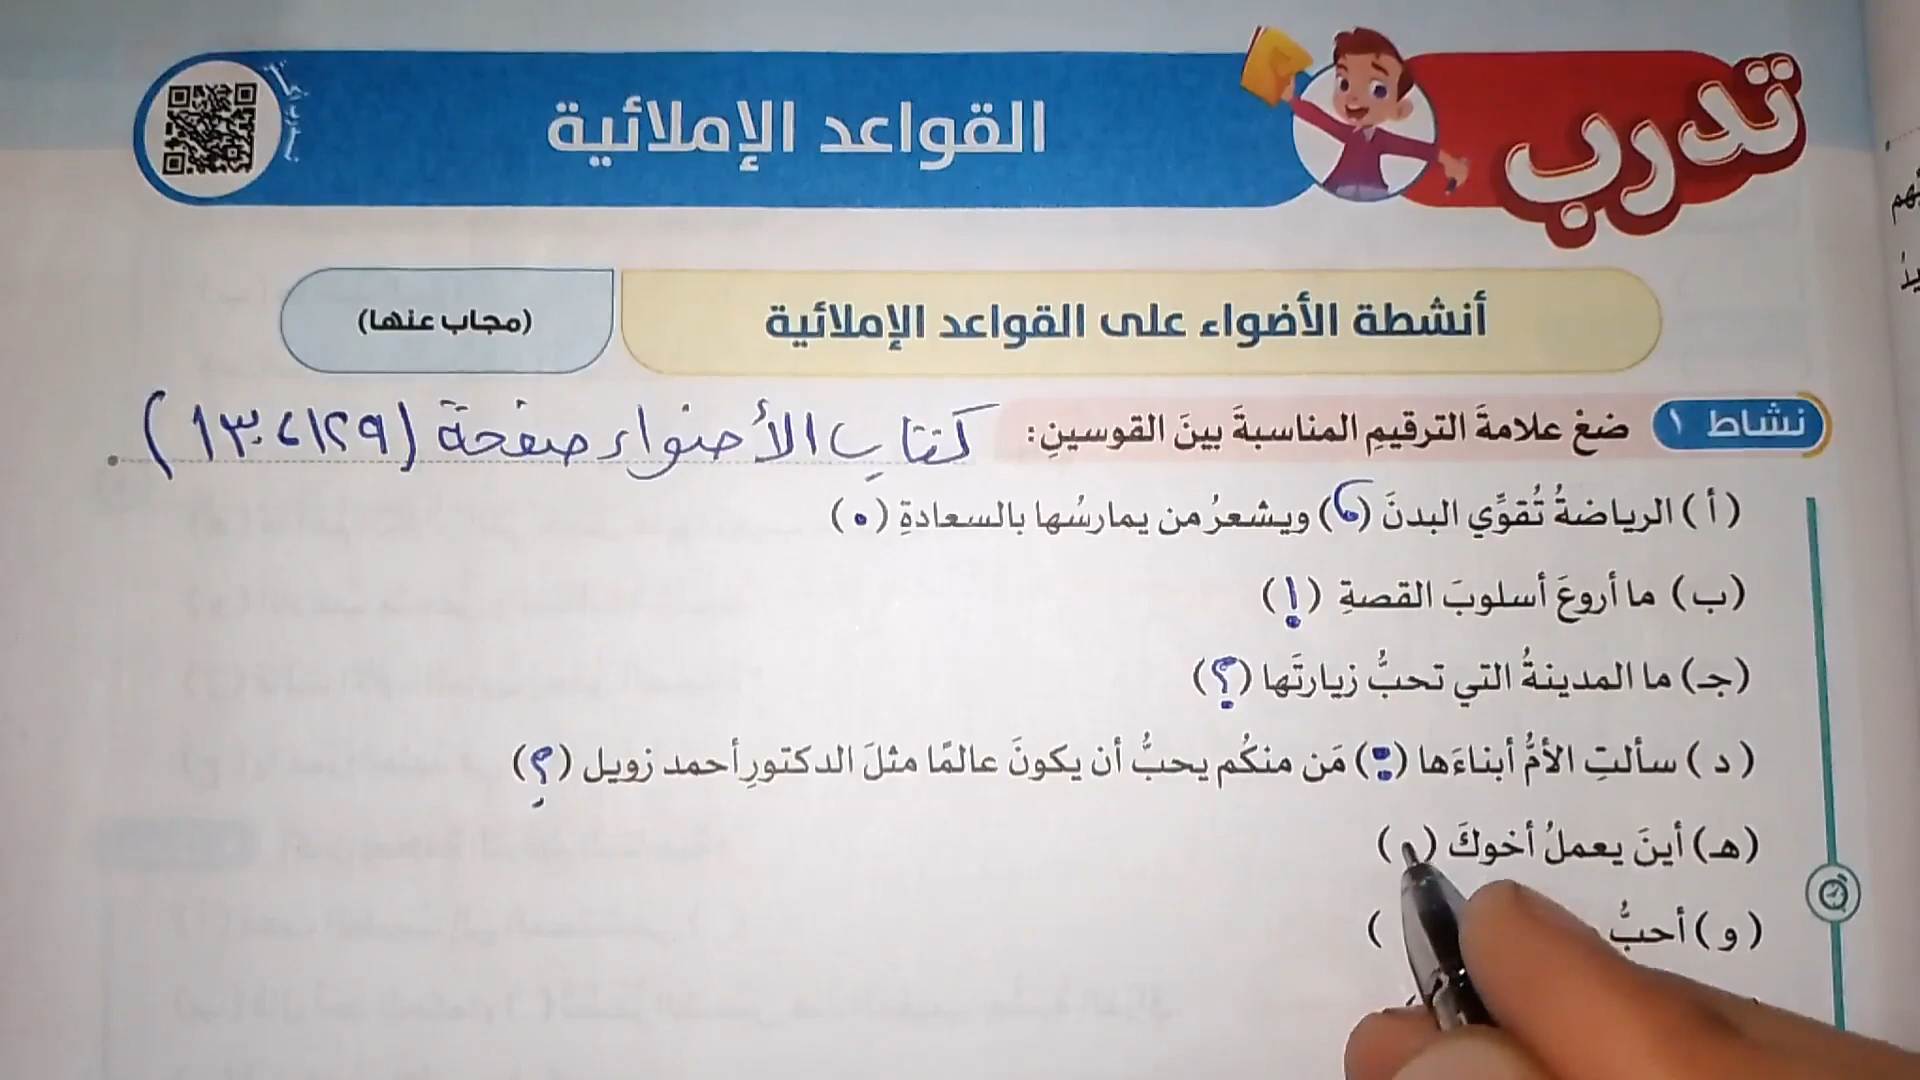 تدرب
القواعد الإملائية
أنشطة الأضواء على القواعد الإملائية
(مجاب عنها)
نشاط ١ ضعْ علامةَ الترقيمِ المناسبةَ بينَ القوسينِ: كتاب الأضواء صفحة (١٢٩، ١٣٠)
(أ) الرياضةُ تُقوِّي البدنَ (،) ويشعرُ من يمارسُها بالسعادةِ (.)
(ب) ما أروعَ أسلوبَ القصةِ (!)
(جـ) ما المدينةُ التي تحبُّ زيارتَها (؟)
(د) سألتِ الأمُّ أبناءَها (:) مَن منكُم يحبُّ أن يكونَ عالمًا مثلَ الدكتورِ أحمد زويل (؟)
(هـ) أينَ يعملُ أخوكَ ( )
(و) أحبُّ )